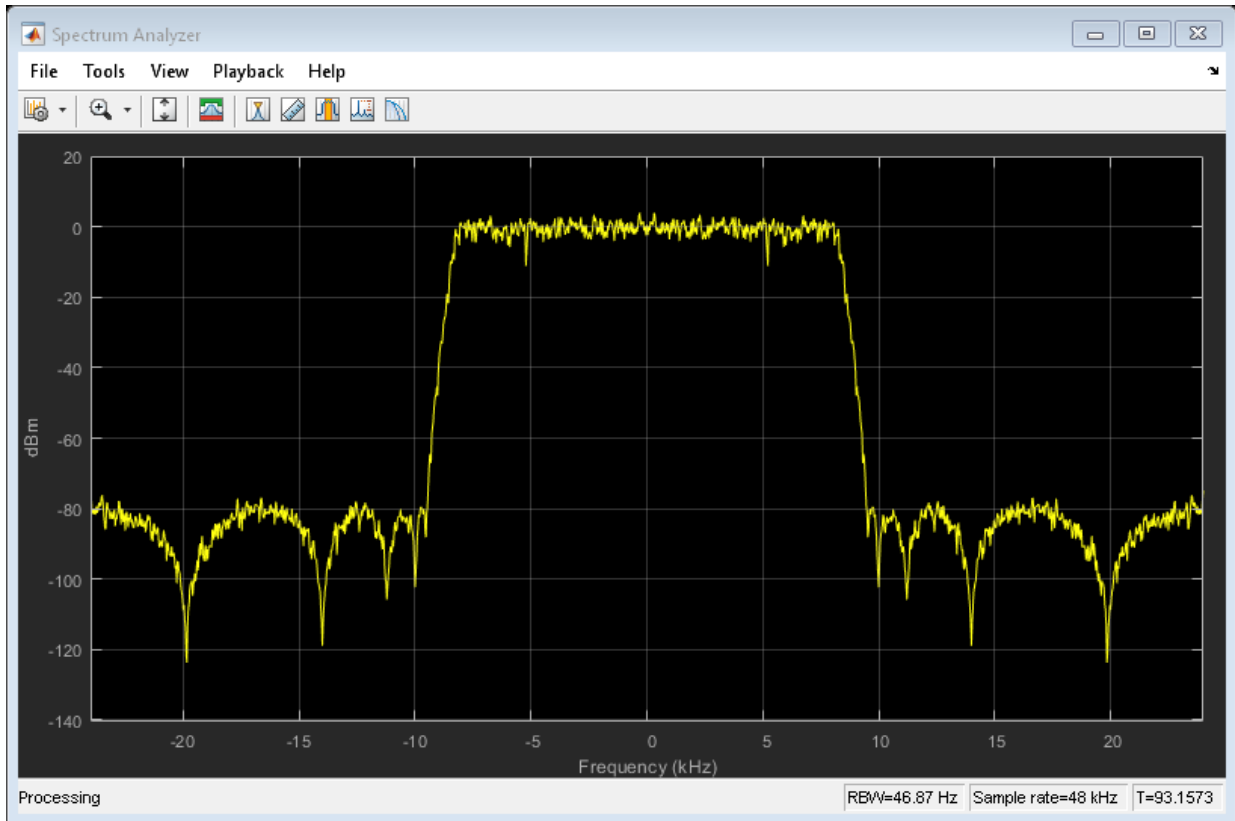 Spectrum Analyzer
File Tools View Playback Help
20
0
-20
-40
-60
-80
-100
-120
-140
dBm
-20 -15 -10 -5 0 5 10 15 20
Frequency (kHz)
Processing RBW=46.87 Hz Sample rate=48 kHz T=93.1573